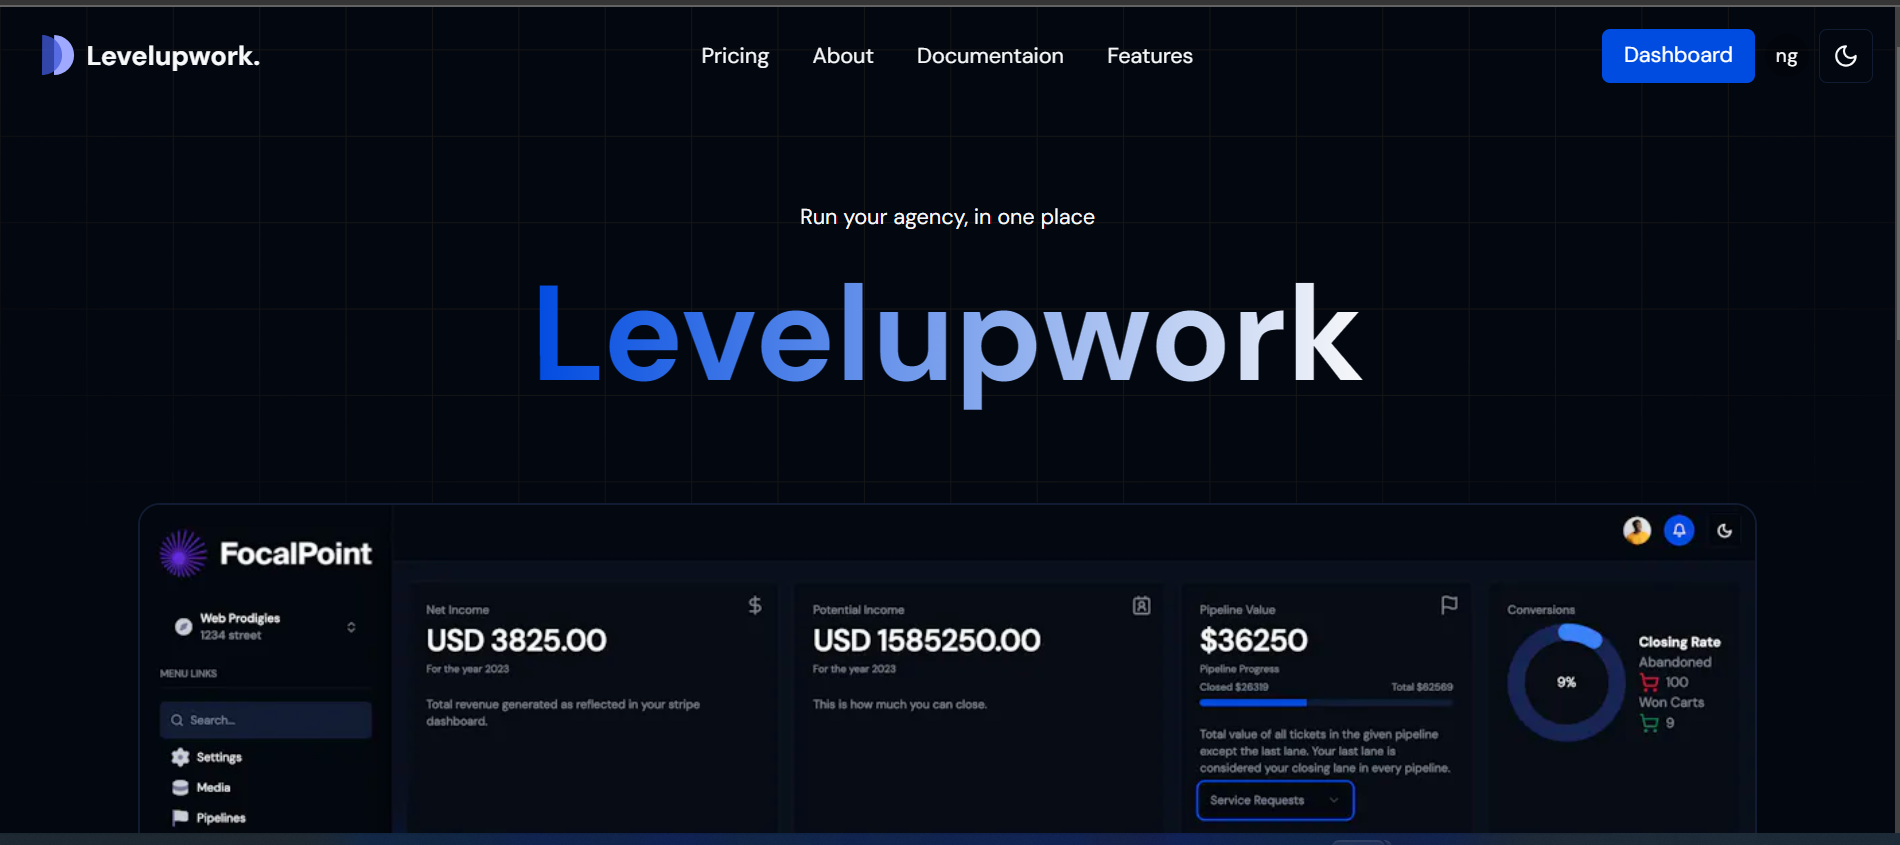 Levelupwork.
Pricing
About
Documentaion
Features
Dashboard
ng
Run your agency, in one place
Levelupwork
FocalPoint
Web Prodigies
1234 street
MENU LINKS
Search...
Settings
Media
Pipelines
Net Income
$
USD 3825.00
For the year 2023
Total revenue generated as reflected in your stripe
dashboard.
Potential Income
USD 1585250.00
For the year 2023
This is how much you can close.
Pipeline Value
$36250
Pipeline Progress
Closed $26319
Total $62569
Total value of all tickets in the given pipeline
except the last lane. Your last lane is
considered your closing lane in every pipeline.
Service Requests
Conversions
9%
Closing Rate
Abandoned
100
Won Carts
9